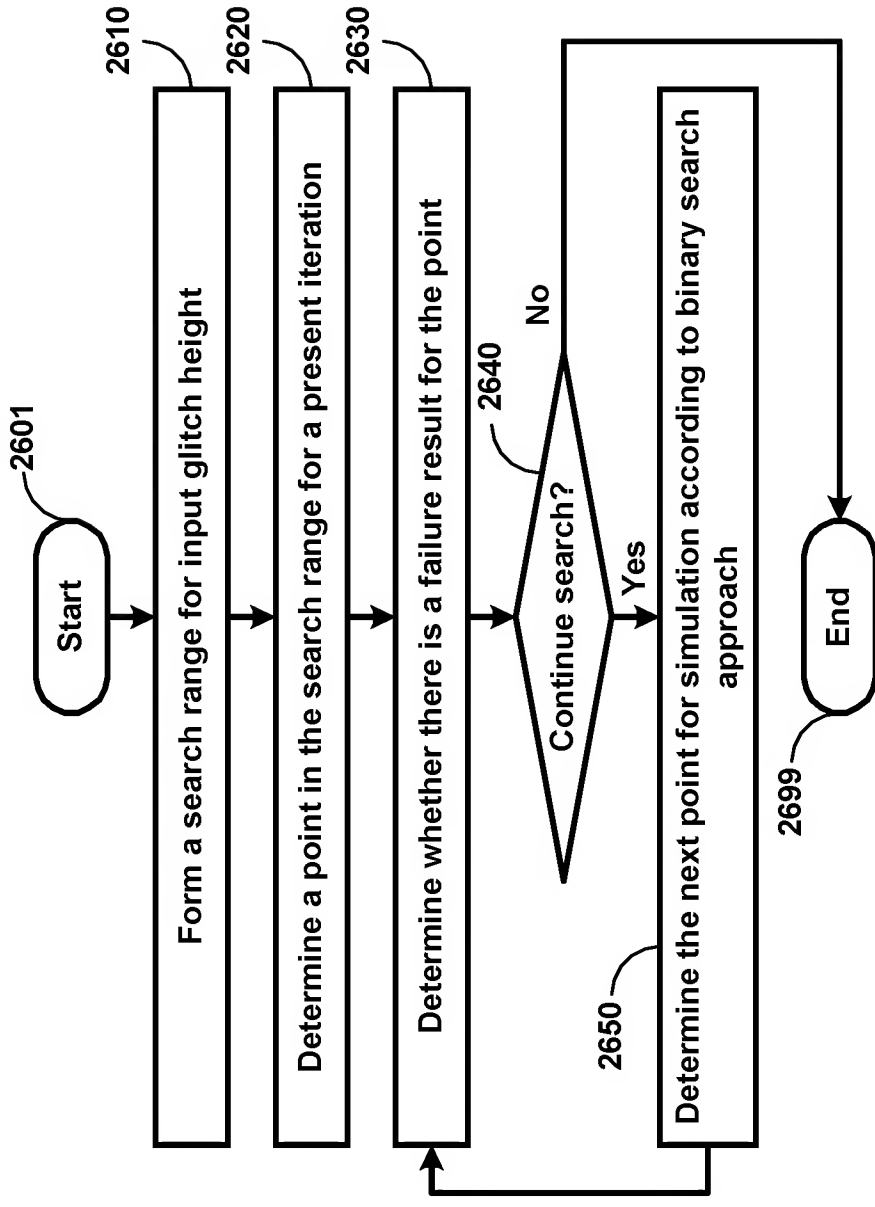 2601
Start
2610
Form a search range for input glitch height
2620
Determine a point in the search range for a present iteration
2630
Determine whether there is a failure result for the point
2640
Continue search?
No
Yes
2650
Determine the next point for simulation according to binary search
approach
2699
End